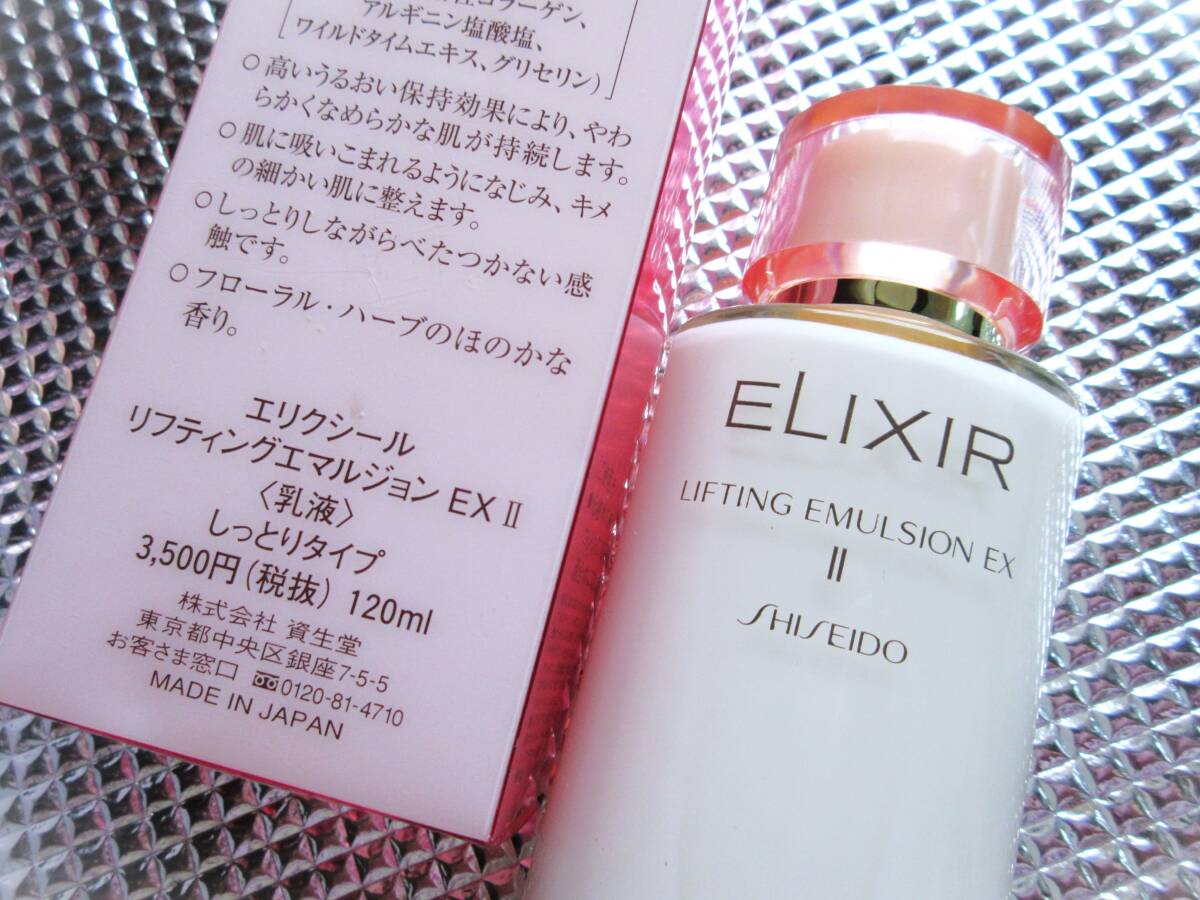 性コラーゲン、
アルギニン塩酸塩、
ワイルドタイムエキス、グリセリン)
○ 高いうるおい保持効果により、やわ
らかくなめらかな肌が持続します。
○ 肌に吸いこまれるようになじみ、キメ
の細かい肌に整えます。
○ しっとりしながらべたつかない感
触です。
○ フローラル・ハーブのほのかな
香り。
エリクシール
リフティングエマルジョン EX Ⅱ
〈乳液〉
しっとりタイプ
3,500円(税抜) 120ml
株式会社 資生堂
東京都中央区銀座7-5-5
お客さま窓口 0120-81-4710
MADE IN JAPAN
ELIXIR
LIFTING EMULSION EX
II
SHISEIDO